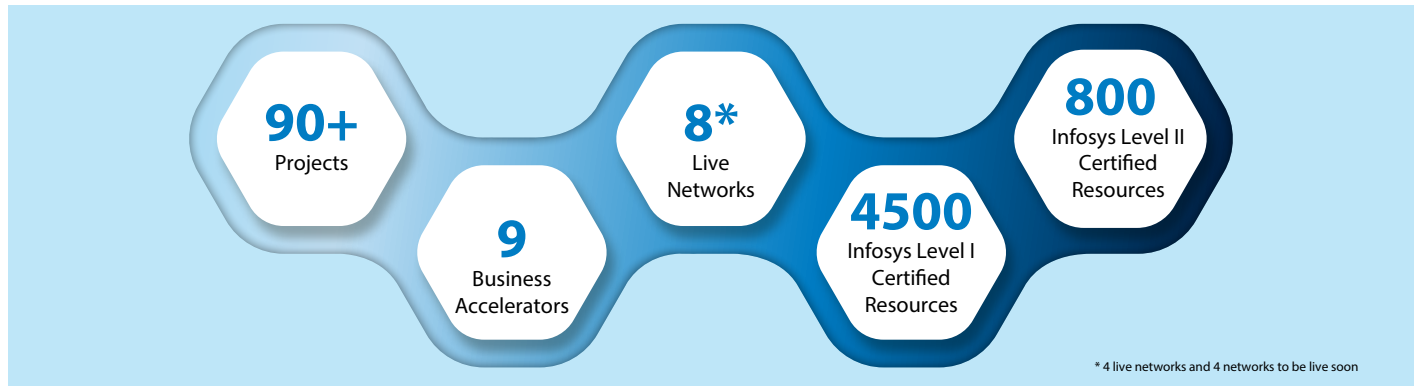 90+
Projects
9
Business
Accelerators
8*
Live
Networks
4500
Infosys Level I
Certified
Resources
800
Infosys Level II
Certified
Resources
* 4 live networks and 4 networks to be live soon